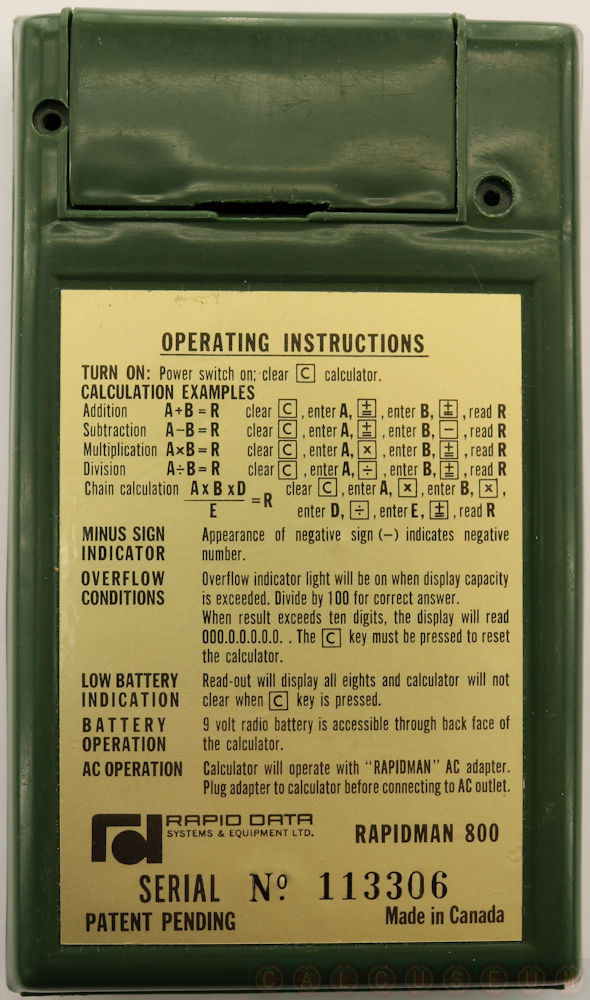 OPERATING INSTRUCTIONS
TURN ON: Power switch on; clear C calculator.
CALCULATION EXAMPLES
Addition A+B=R clear C, enter A, ±, enter B, ±, read R
Subtraction A−B=R clear C, enter A, ±, enter B, −, read R
Multiplication A×B=R clear C, enter A, ×, enter B, ±, read R
Division A÷B=R clear C, enter A, ÷, enter B, ±, read R
Chain calculation A x B x D clear C, enter A, ×, enter B, ×,
E =R enter D, ÷, enter E, ±, read R
MINUS SIGN Appearance of negative sign (−) indicates negative
INDICATOR number.
OVERFLOW Overflow indicator light will be on when display capacity
CONDITIONS is exceeded. Divide by 100 for correct answer.
When result exceeds ten digits, the display will read
000.0.0.0.0.0. . The C key must be pressed to reset
the calculator.
LOW BATTERY Read-out will display all eights and calculator will not
INDICATION clear when C key is pressed.
BATTERY 9 volt radio battery is accessible through back face of
OPERATION the calculator.
AC OPERATION Calculator will operate with "RAPIDMAN" AC adapter.
Plug adapter to calculator before connecting to AC outlet.
rd RAPID DATA
SYSTEMS & EQUIPMENT LTD. RAPIDMAN 800
SERIAL Nº 113306
PATENT PENDING Made in Canada
CALCUSEUM